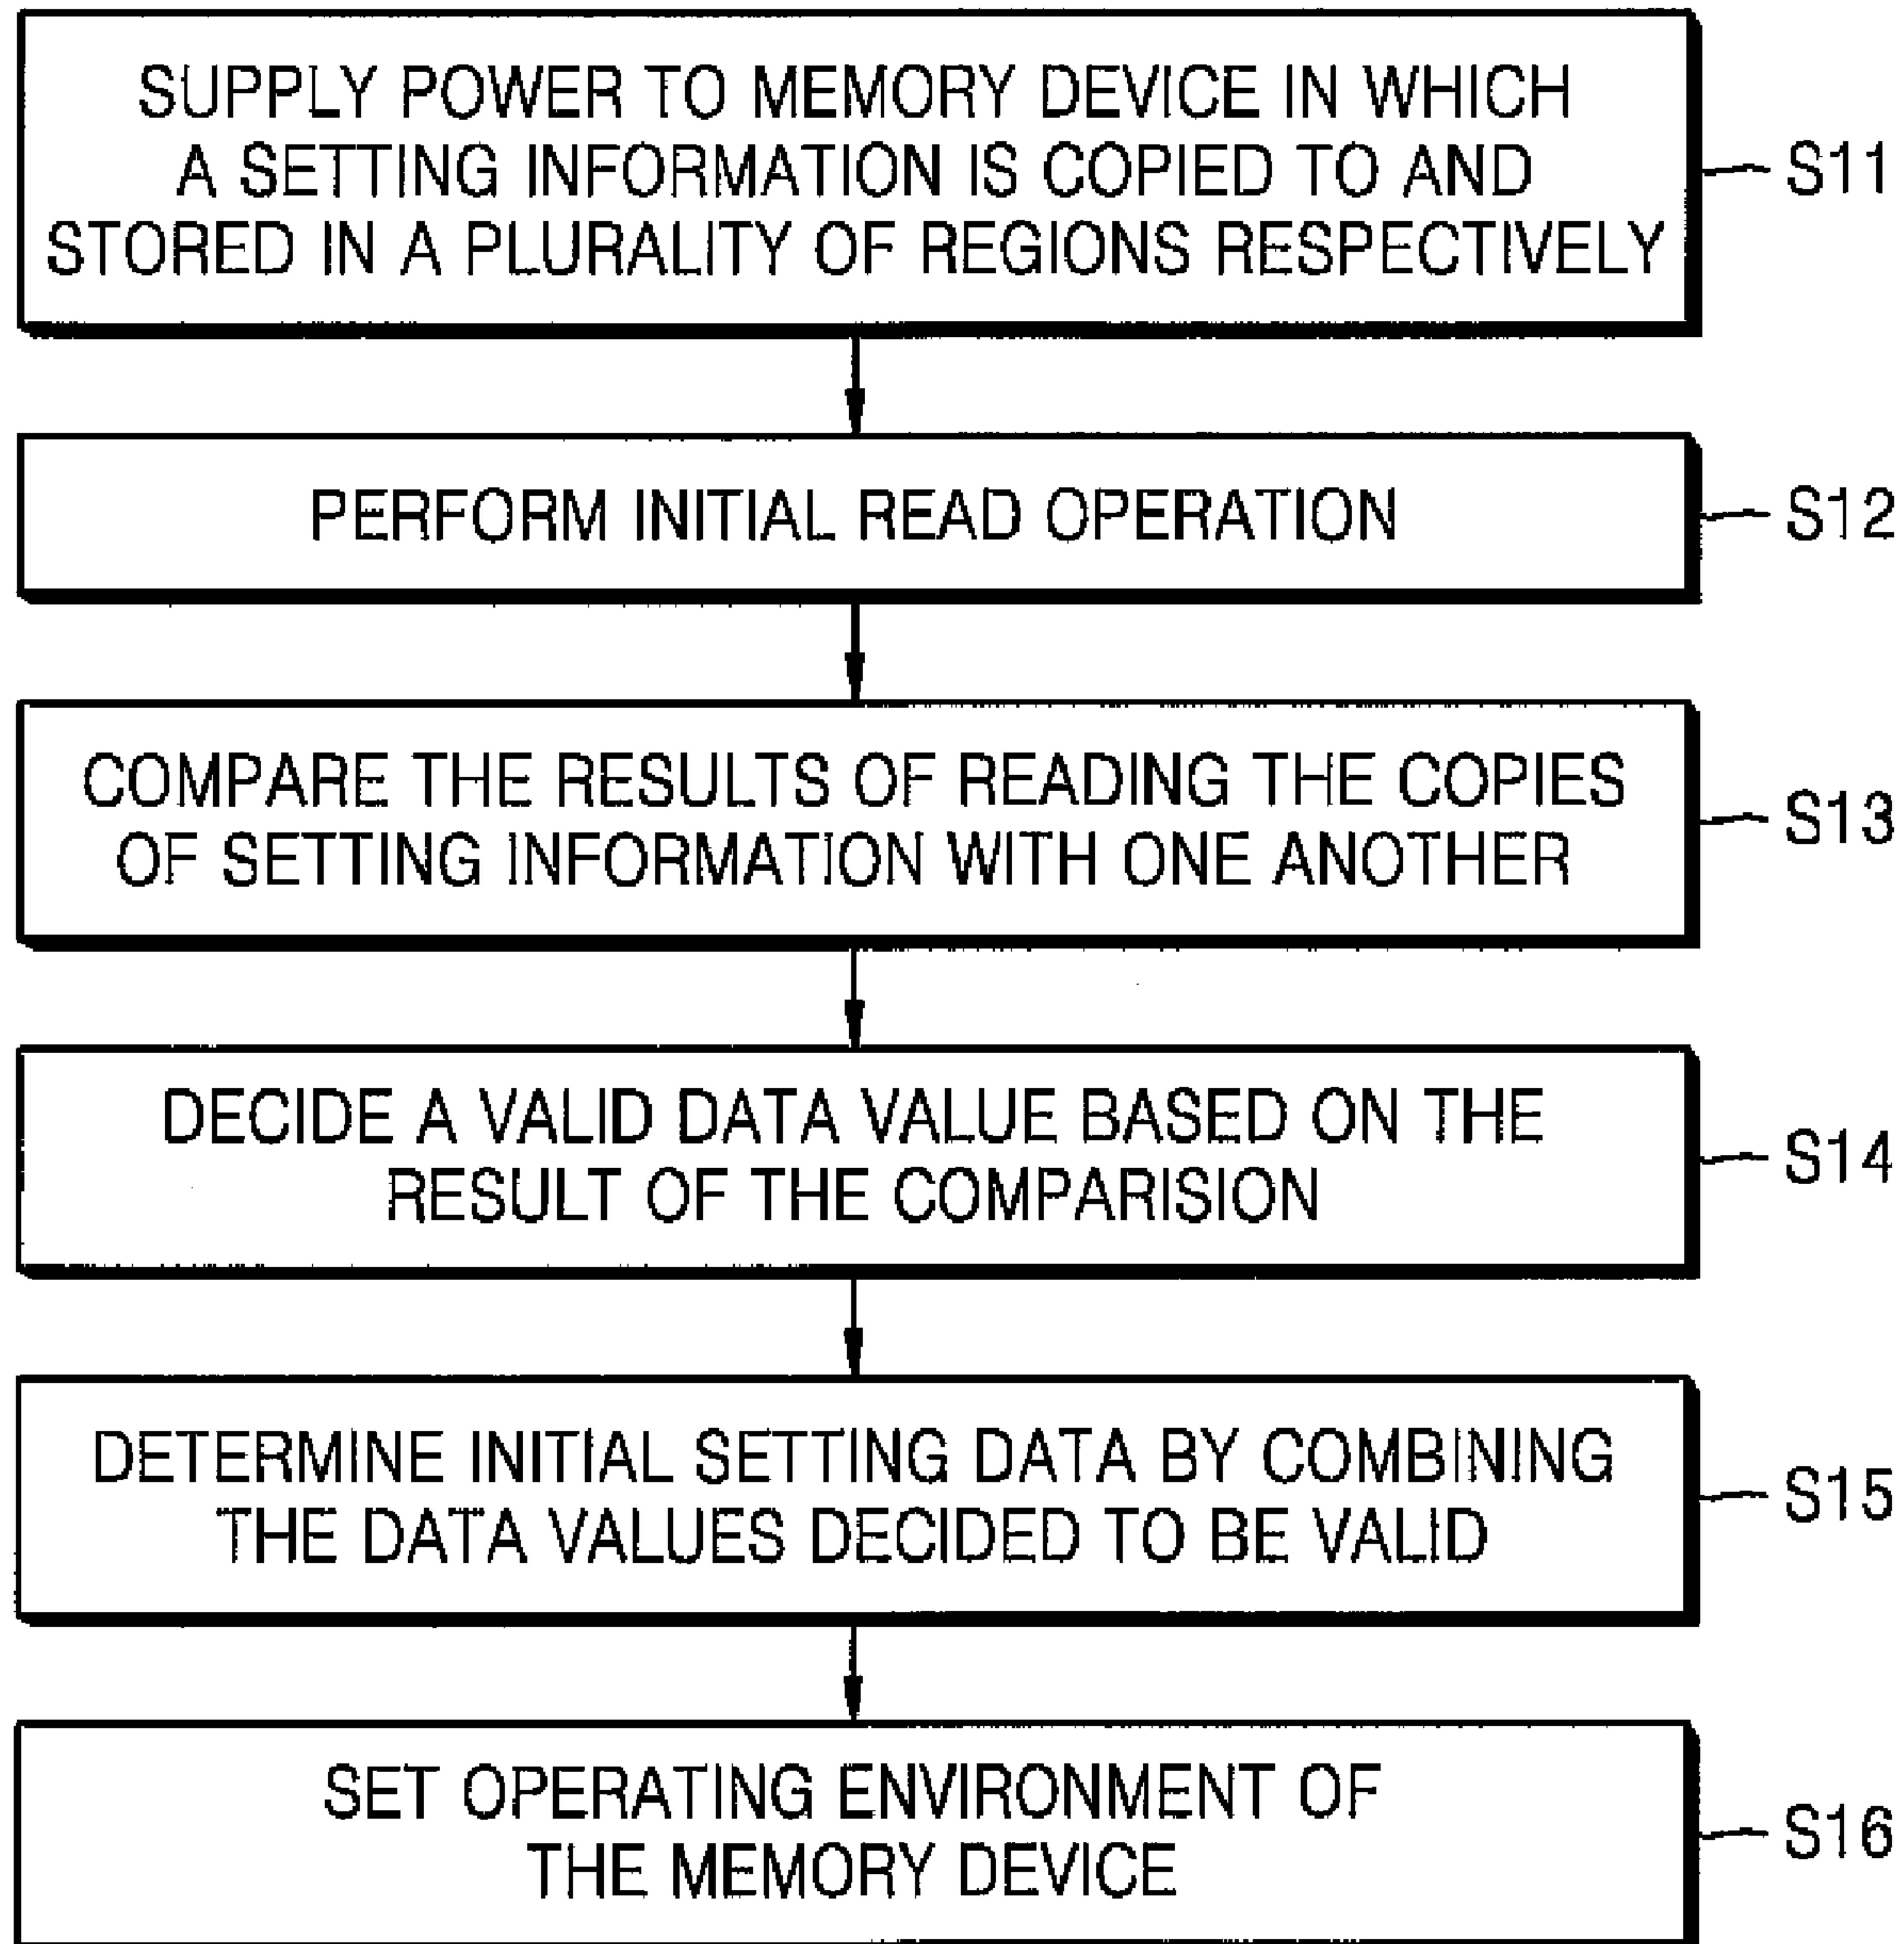 SUPPLY POWER TO MEMORY DEVICE IN WHICH
A SETTING INFORMATION IS COPIED TO AND
STORED IN A PLURALITY OF REGIONS RESPECTIVELY
S11
PERFORM INITIAL READ OPERATION
S12
COMPARE THE RESULTS OF READING THE COPIES
OF SETTING INFORMATION WITH ONE ANOTHER
S13
DECIDE A VALID DATA VALUE BASED ON THE
RESULT OF THE COMPARISION
S14
DETERMINE INITIAL SETTING DATA BY COMBINING
THE DATA VALUES DECIDED TO BE VALID
S15
SET OPERATING ENVIRONMENT OF
THE MEMORY DEVICE
S16